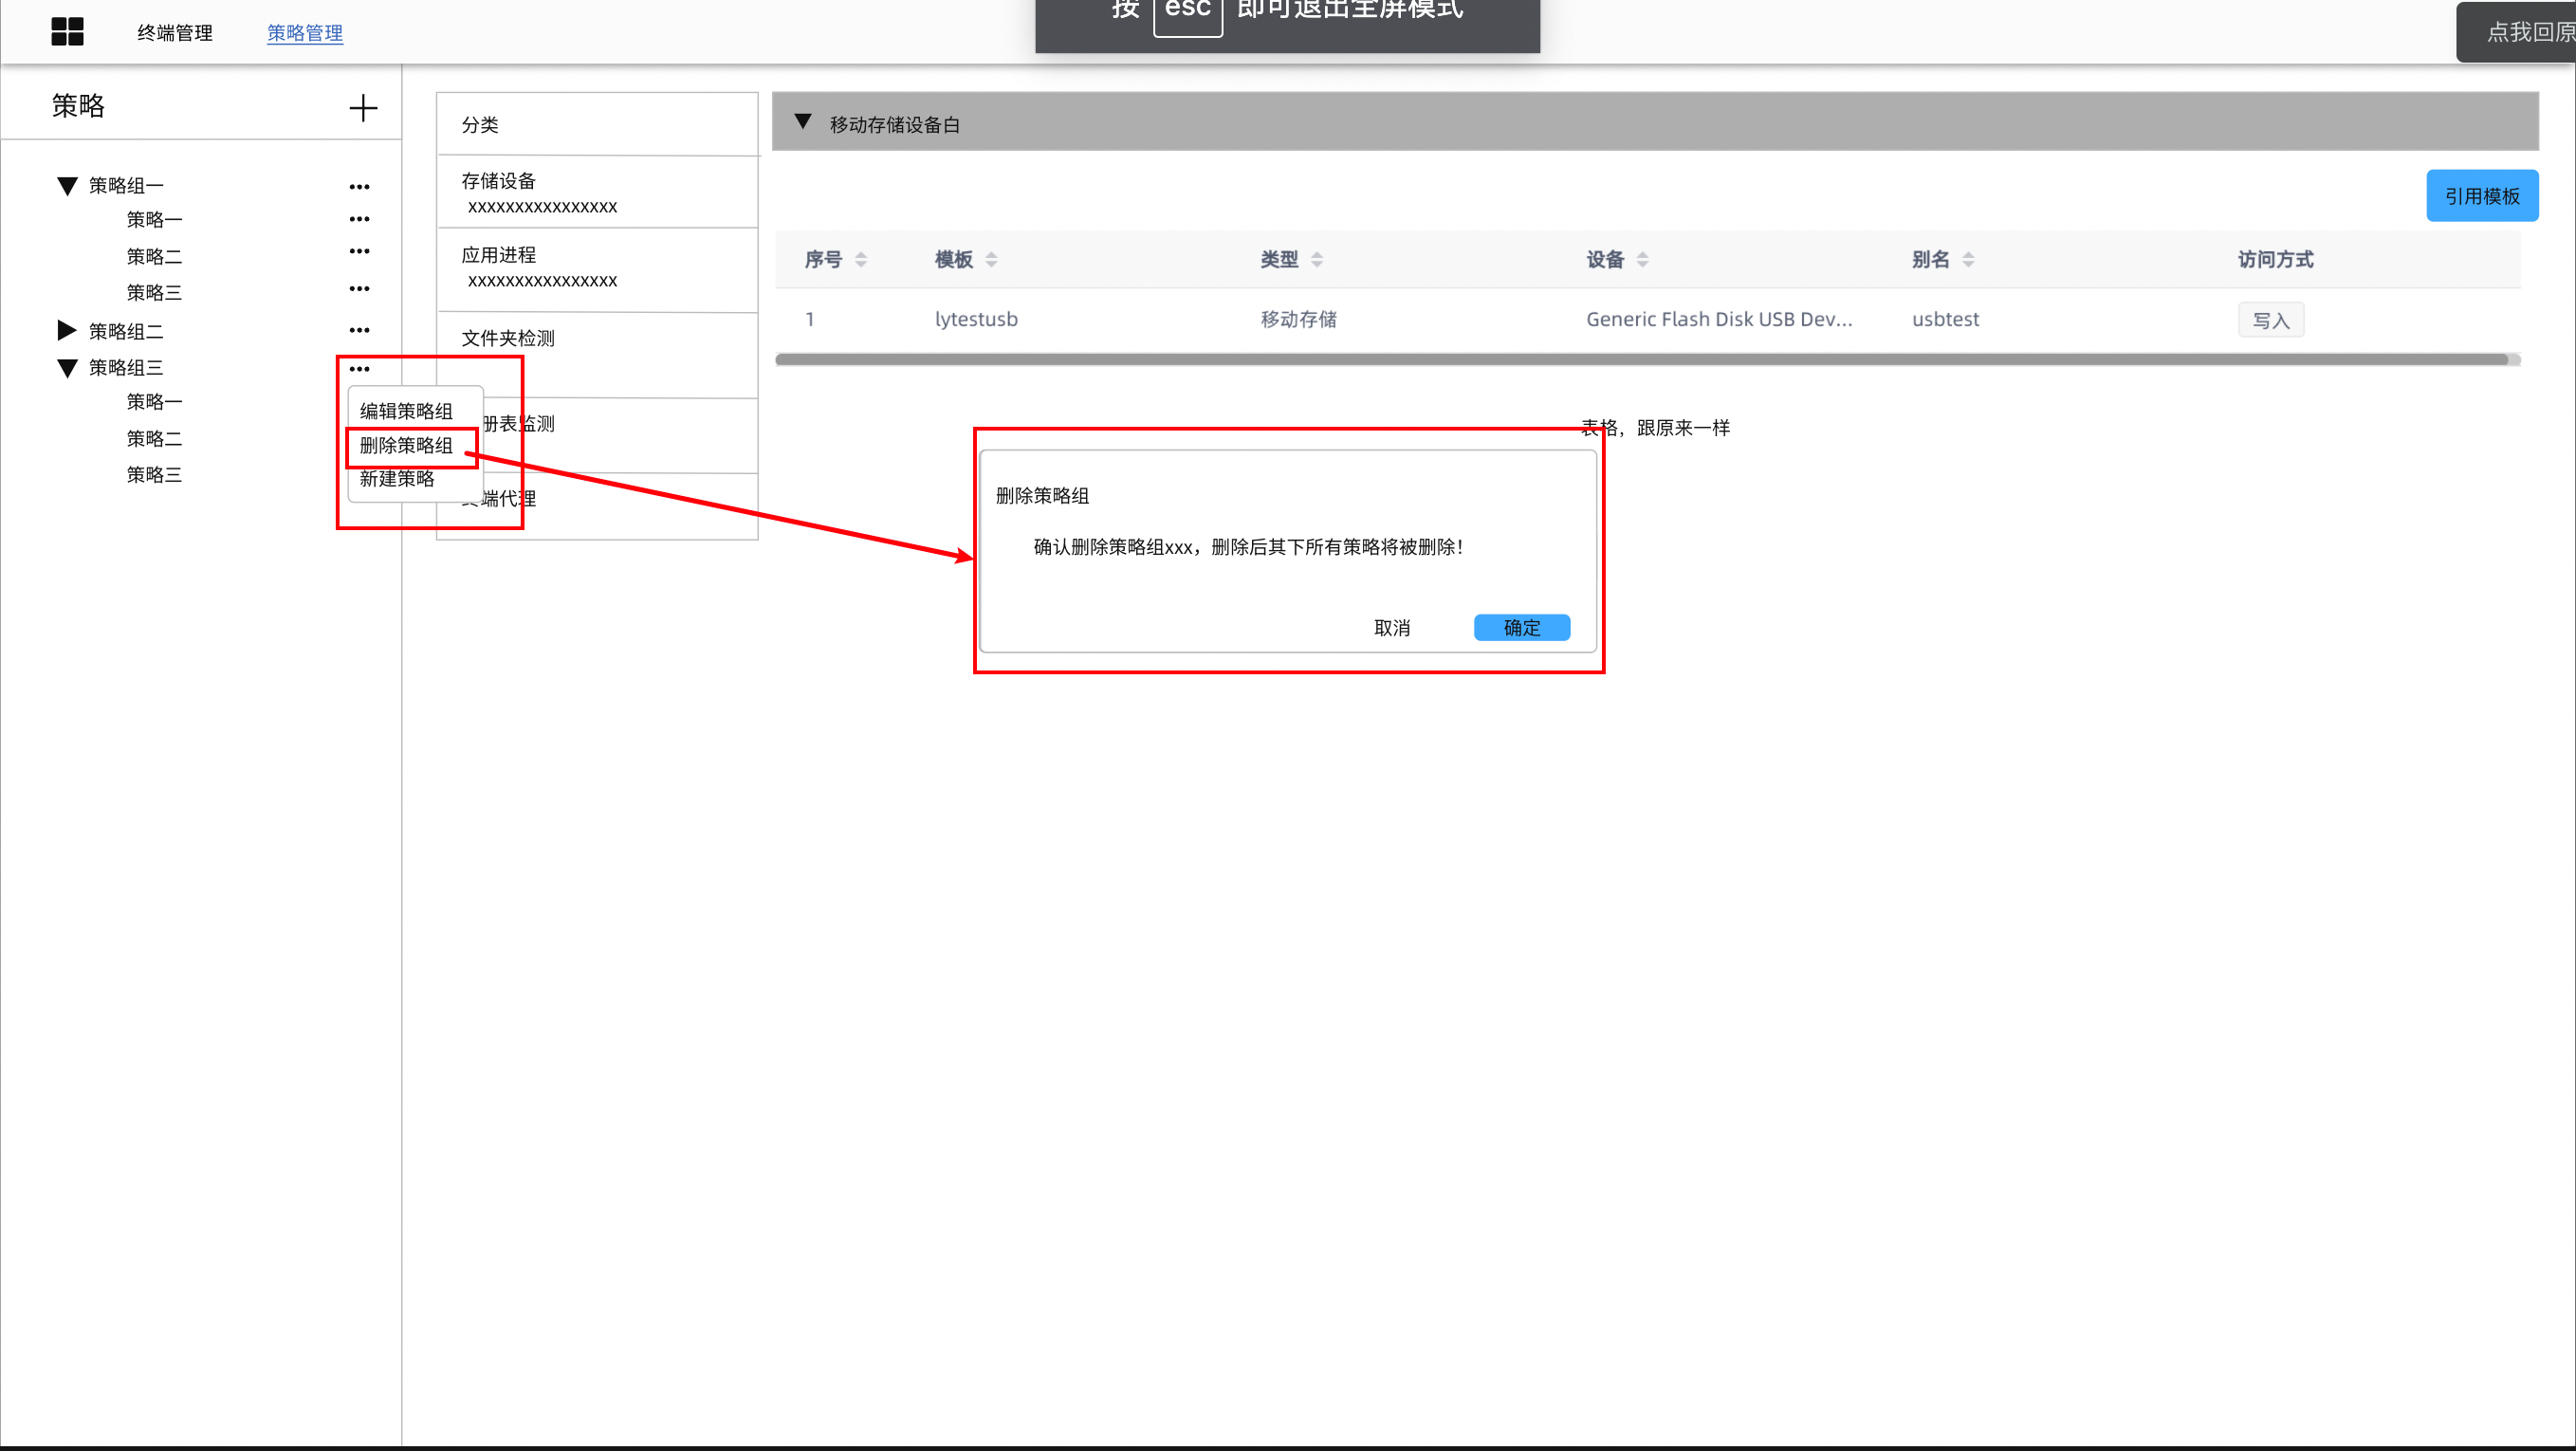 按 esc 即可退出全屏模式
终端管理 策略管理 点我回原
策略
分类
移动存储设备白
策略组一
策略一
策略二
策略三
策略组二
策略组三
策略一
策略二
策略三
编辑策略组
删除策略组
新建策略
存储设备
xxxxxxxxxxxxxxxx
应用进程
xxxxxxxxxxxxxxxx
文件夹检测
册表监测
端代理
引用模板
序号 模板 类型 设备 别名 访问方式
1 lytestusb 移动存储 Generic Flash Disk USB Dev... usbtest 写入
表格，跟原来一样
删除策略组
确认删除策略组xxx，删除后其下所有策略将被删除！
取消 确定